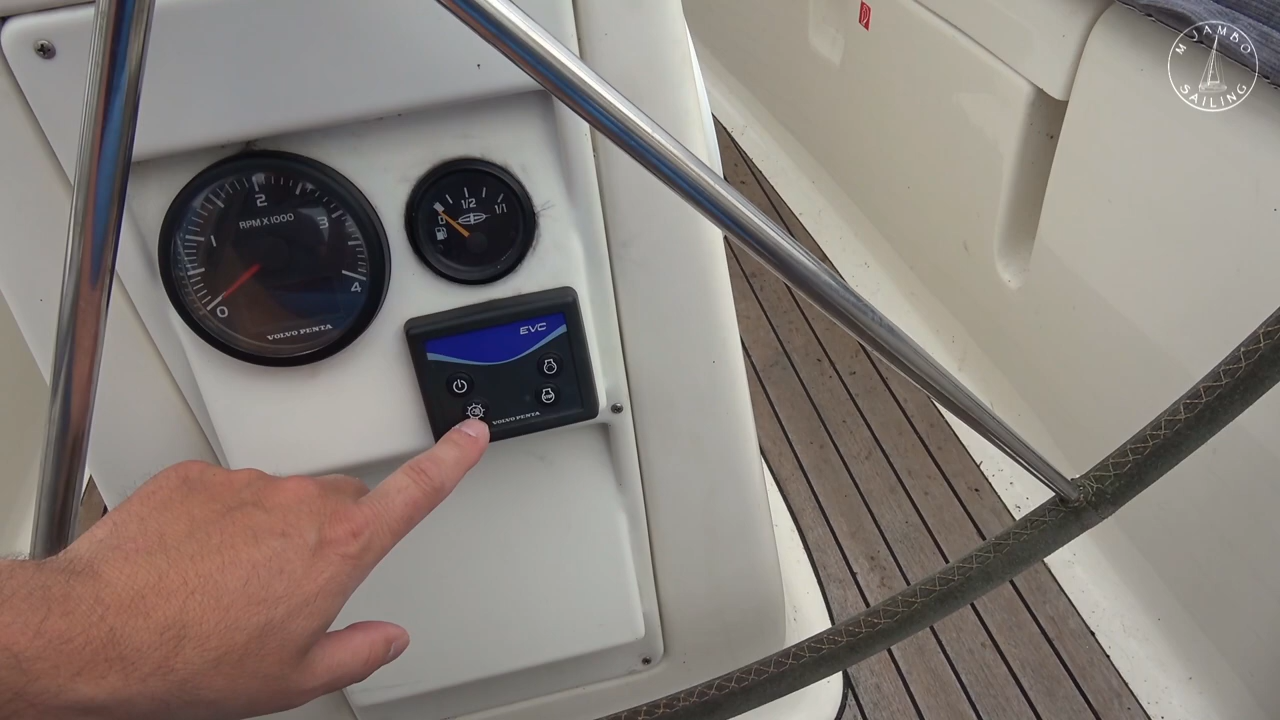 MJAMBO
SAILING
2
1
3
RPM X 1000
0
4
VOLVO PENTA
0
1/2
1/1
EVC
STOP
VOLVO PENTA